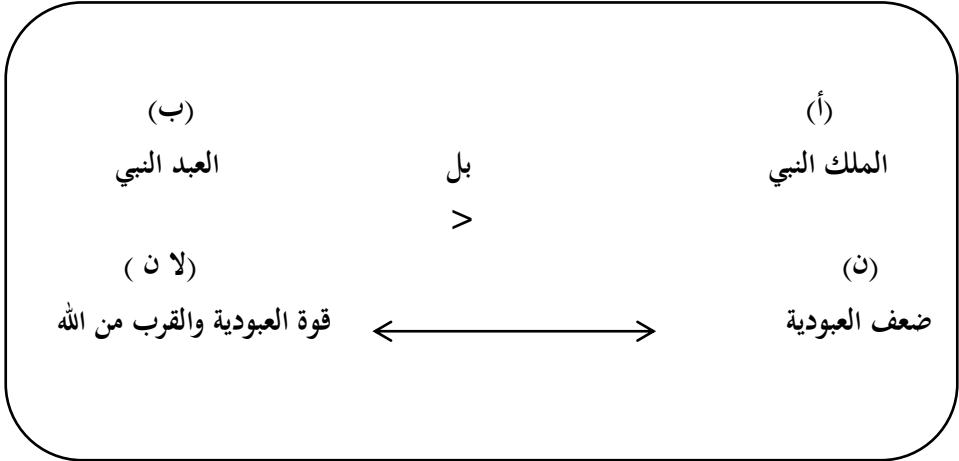 (أ) (ب)
الملك النبي بل العبد النبي
>
(ن) (لا ن )
ضعف العبودية قوة العبودية والقرب من الله